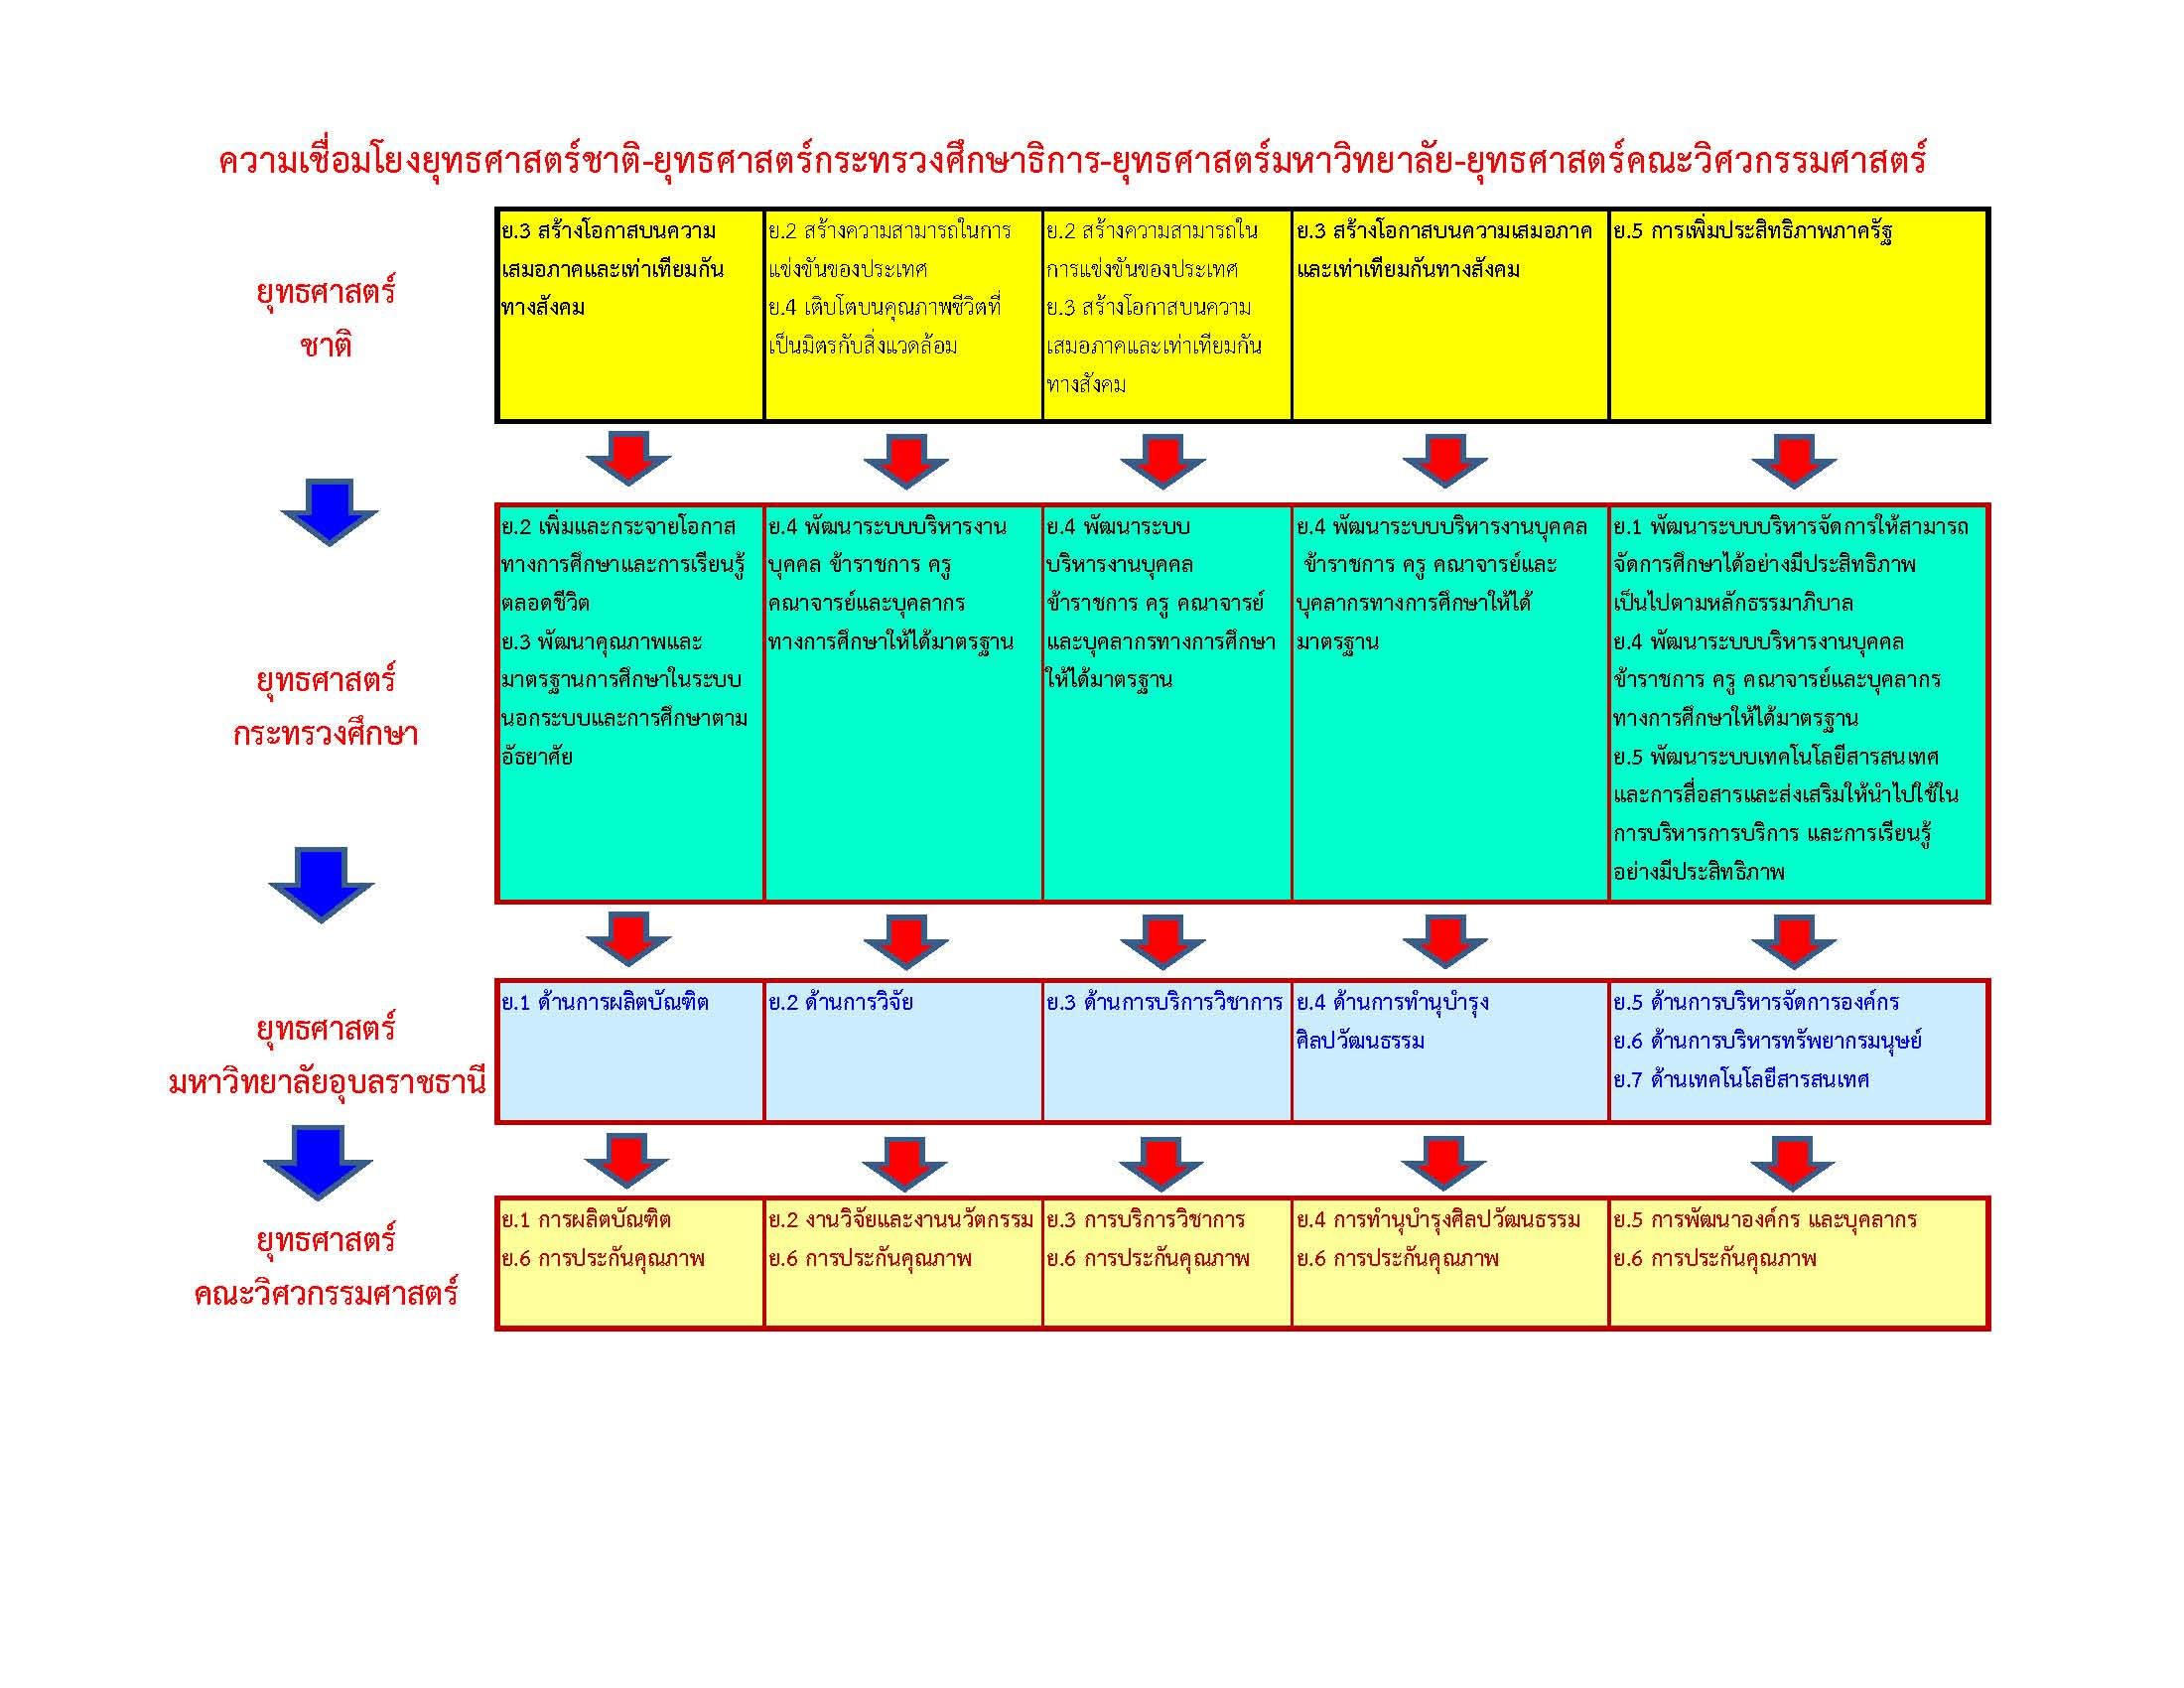 ความเชื่อมโยงยุทธศาสตร์ชาติ-ยุทธศาสตร์กระทรวงศึกษาธิการ-ยุทธศาสตร์มหาวิทยาลัย-ยุทธศาสตร์คณะวิศวกรรมศาสตร์
ยุทธศาสตร์
ชาติ
ย.3 สร้างโอกาสบนความ
เสมอภาคและเท่าเทียมกัน
ทางสังคม
ย.2 สร้างความสามารถในการ
แข่งขันของประเทศ
ย.4 เติบโตบนคุณภาพชีวิตที่
เป็นมิตรกับสิ่งแวดล้อม
ย.2 สร้างความสามารถใน
การแข่งขันของประเทศ
ย.3 สร้างโอกาสบนความ
เสมอภาคและเท่าเทียมกัน
ทางสังคม
ย.3 สร้างโอกาสบนความเสมอภาค
และเท่าเทียมกันทางสังคม
ย.5 การเพิ่มประสิทธิภาพภาครัฐ
ยุทธศาสตร์
กระทรวงศึกษา
ย.2 เพิ่มและกระจายโอกาส
ทางการศึกษาและการเรียนรู้
ตลอดชีวิต
ย.3 พัฒนาคุณภาพและ
มาตรฐานการศึกษาในระบบ
นอกระบบและการศึกษาตาม
อัธยาศัย
ย.4 พัฒนาระบบบริหารงาน
บุคคล ข้าราชการ ครู
คณาจารย์และบุคลากร
ทางการศึกษาให้ได้มาตรฐาน
ย.4 พัฒนาระบบ
บริหารงานบุคคล
ข้าราชการ ครู คณาจารย์
และบุคลากรทางการศึกษา
ให้ได้มาตรฐาน
ย.4 พัฒนาระบบบริหารงานบุคคล
ข้าราชการ ครู คณาจารย์และ
บุคลากรทางการศึกษาให้ได้
มาตรฐาน
ย.1 พัฒนาระบบบริหารจัดการให้สามารถ
จัดการศึกษาได้อย่างมีประสิทธิภาพ
เป็นไปตามหลักธรรมาภิบาล
ย.4 พัฒนาระบบบริหารงานบุคคล
ข้าราชการ ครู คณาจารย์และบุคลากร
ทางการศึกษาให้ได้มาตรฐาน
ย.5 พัฒนาระบบเทคโนโลยีสารสนเทศ
และการสื่อสารและส่งเสริมให้นำไปใช้ใน
การบริหารการบริการ และการเรียนรู้
อย่างมีประสิทธิภาพ
ยุทธศาสตร์
มหาวิทยาลัยอุบลราชธานี
ย.1 ด้านการผลิตบัณฑิต
ย.2 ด้านการวิจัย
ย.3 ด้านการบริการวิชาการ
ย.4 ด้านการทำนุบำรุง
ศิลปวัฒนธรรม
ย.5 ด้านการบริหารจัดการองค์กร
ย.6 ด้านการบริหารทรัพยากรมนุษย์
ย.7 ด้านเทคโนโลยีสารสนเทศ
ยุทธศาสตร์
คณะวิศวกรรมศาสตร์
ย.1 การผลิตบัณฑิต
ย.6 การประกันคุณภาพ
ย.2 งานวิจัยและงานนวัตกรรม
ย.6 การประกันคุณภาพ
ย.3 การบริการวิชาการ
ย.6 การประกันคุณภาพ
ย.4 การทำนุบำรุงศิลปวัฒนธรรม
ย.6 การประกันคุณภาพ
ย.5 การพัฒนาองค์กร และบุคลากร
ย.6 การประกันคุณภาพ